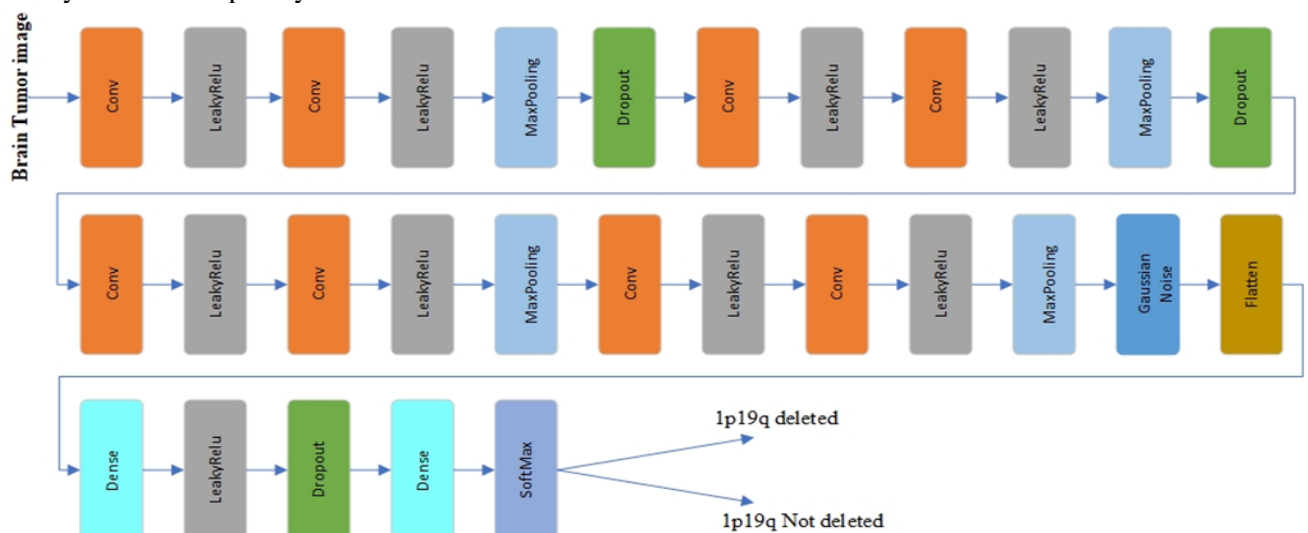 Brain Tumor image
Conv
LeakyRelu
Conv
LeakyRelu
MaxPooling
Dropout
Conv
LeakyRelu
Conv
LeakyRelu
MaxPooling
Dropout
Conv
LeakyRelu
Conv
LeakyRelu
MaxPooling
Conv
LeakyRelu
Conv
LeakyRelu
MaxPooling
Gaussian
Noise
Flatten
Dense
LeakyRelu
Dropout
Dense
SoftMax
1p19q deleted
1p19q Not deleted